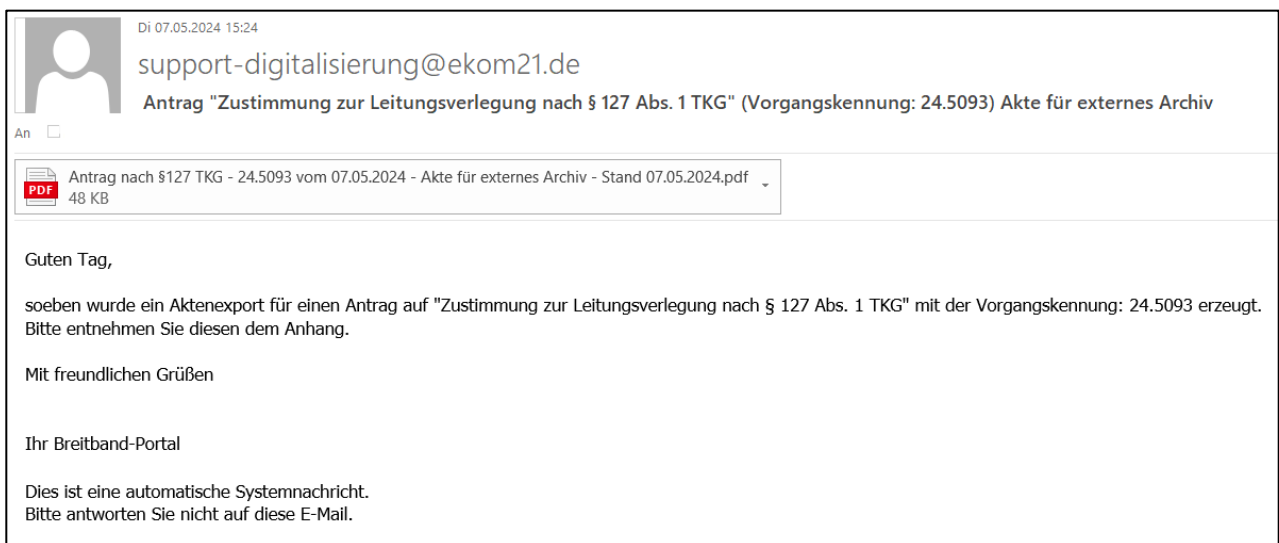 Di 07.05.2024 15:24
support-digitalisierung@ekom21.de
Antrag "Zustimmung zur Leitungsverlegung nach § 127 Abs. 1 TKG" (Vorgangskennung: 24.5093) Akte für externes Archiv
An
PDF
Antrag nach §127 TKG - 24.5093 vom 07.05.2024 - Akte für externes Archiv - Stand 07.05.2024.pdf
48 KB
Guten Tag,
soeben wurde ein Aktenexport für einen Antrag auf "Zustimmung zur Leitungsverlegung nach § 127 Abs. 1 TKG" mit der Vorgangskennung: 24.5093 erzeugt.
Bitte entnehmen Sie diesen dem Anhang.
Mit freundlichen Grüßen
Ihr Breitband-Portal
Dies ist eine automatische Systemnachricht.
Bitte antworten Sie nicht auf diese E-Mail.